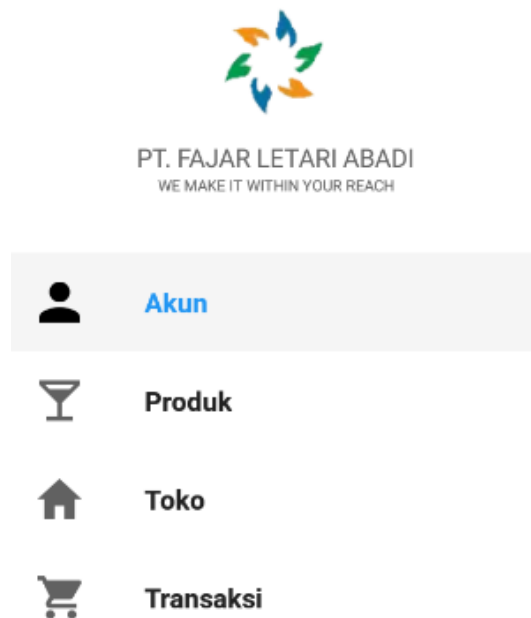 PT. FAJAR LETARI ABADI
WE MAKE IT WITHIN YOUR REACH
Akun
Produk
Toko
Transaksi